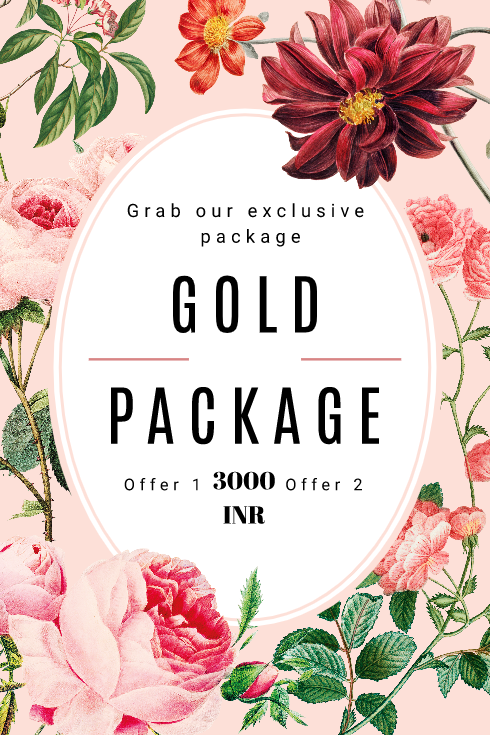 Grab our exclusive
package
GOLD
PACKAGE
Offer 1 3000 Offer 2
INR